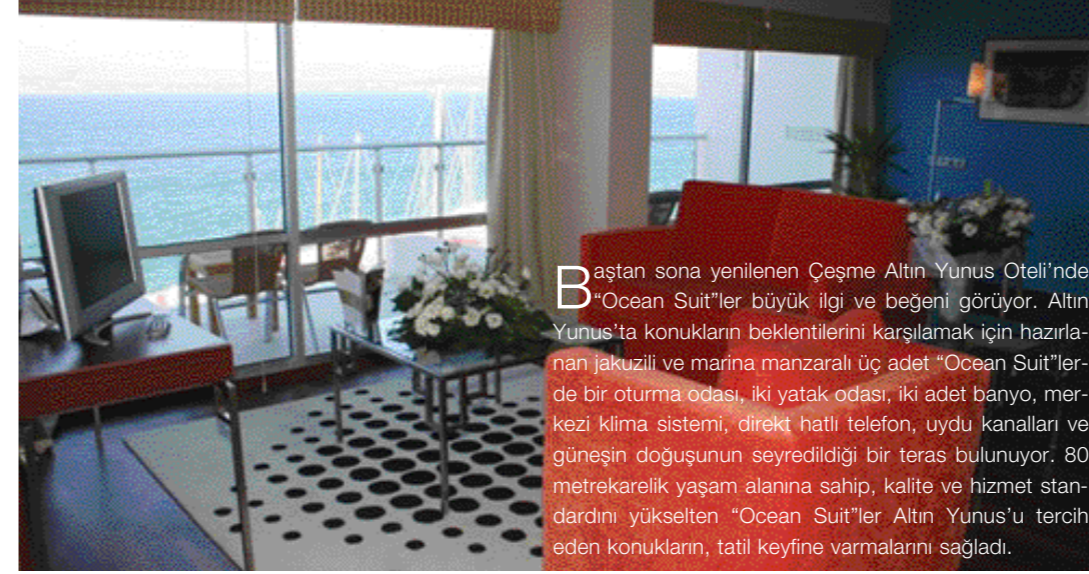 Baştan sona yenilenen Çeşme Altın Yunus Oteli’nde
“Ocean Suit”ler büyük ilgi ve beğeni görüyor. Altın
Yunus’ta konukların beklentilerini karşılamak için hazırla-
nan jakuzili ve marina manzaralı üç adet “Ocean Suit”ler-
de bir oturma odası, iki yatak odası, iki adet banyo, mer-
kezi klima sistemi, direkt hatlı telefon, uydu kanalları ve
güneşin doğuşunun seyredildiği bir teras bulunuyor. 80
metrekarelik yaşam alanına sahip, kalite ve hizmet stan-
dardını yükselten “Ocean Suit”ler Altın Yunus’u tercih
eden konukların, tatil keyfine varmalarını sağladı.